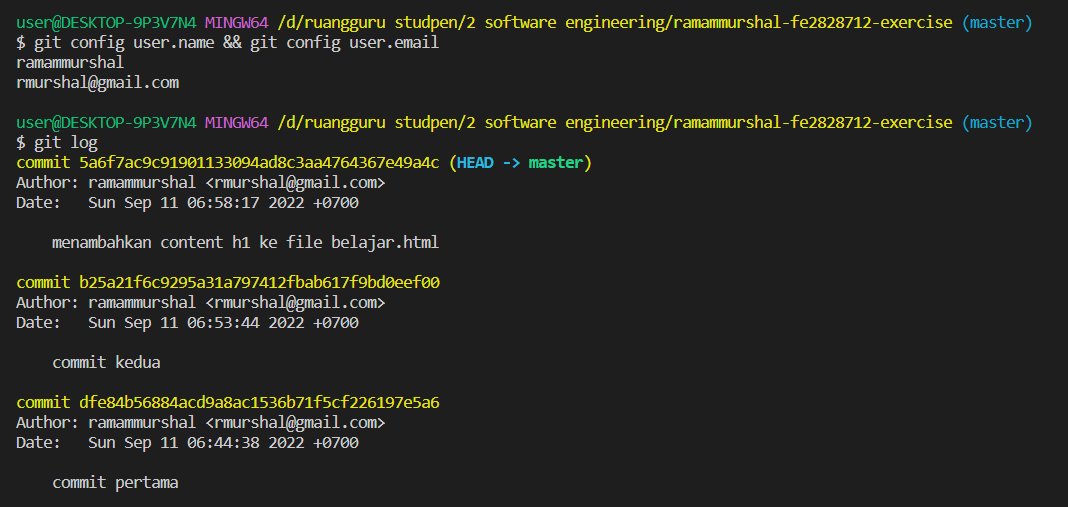 user@DESKTOP-9P3V7N4 MINGW64 /d/ruangguru studpen/2 software engineering/ramammurshal-fe2828712-exercise (master)
$ git config user.name && git config user.email
ramammurshal
rmurshal@gmail.com
user@DESKTOP-9P3V7N4 MINGW64 /d/ruangguru studpen/2 software engineering/ramammurshal-fe2828712-exercise (master)
$ git log
commit 5a6f7ac9c91901133094ad8c3aa4764367e49a4c (HEAD -> master)
Author: ramammurshal <rmurshal@gmail.com>
Date:   Sun Sep 11 06:58:17 2022 +0700
    menambahkan content h1 ke file belajar.html
commit b25a21f6c9295a31a797412fbab617f9bd0eef00
Author: ramammurshal <rmurshal@gmail.com>
Date:   Sun Sep 11 06:53:44 2022 +0700
    commit kedua
commit dfe84b56884acd9a8ac1536b71f5cf226197e5a6
Author: ramammurshal <rmurshal@gmail.com>
Date:   Sun Sep 11 06:44:38 2022 +0700
    commit pertama